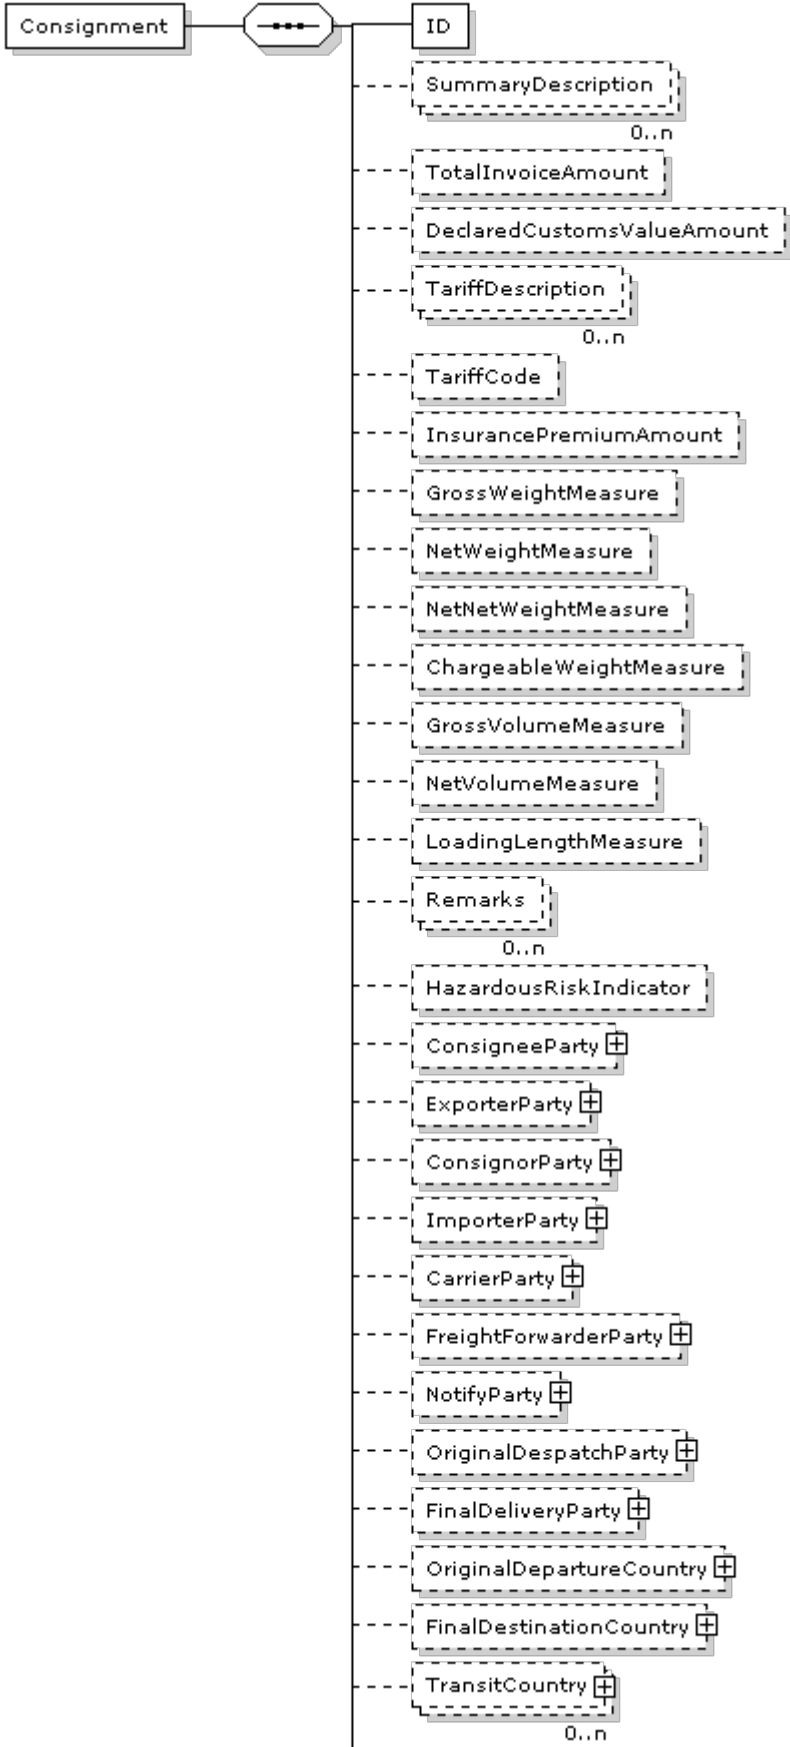 Consignment
ID
SummaryDescription
0..n
TotalInvoiceAmount
DeclaredCustomsValueAmount
TariffDescription
0..n
TariffCode
InsurancePremiumAmount
GrossWeightMeasure
NetWeightMeasure
NetNetWeightMeasure
ChargeableWeightMeasure
GrossVolumeMeasure
NetVolumeMeasure
LoadingLengthMeasure
Remarks
0..n
HazardousRiskIndicator
ConsigneeParty
ExporterParty
ConsignorParty
ImporterParty
CarrierParty
FreightForwarderParty
NotifyParty
OriginalDespatchParty
FinalDeliveryParty
OriginalDepartureCountry
FinalDestinationCountry
TransitCountry
0..n